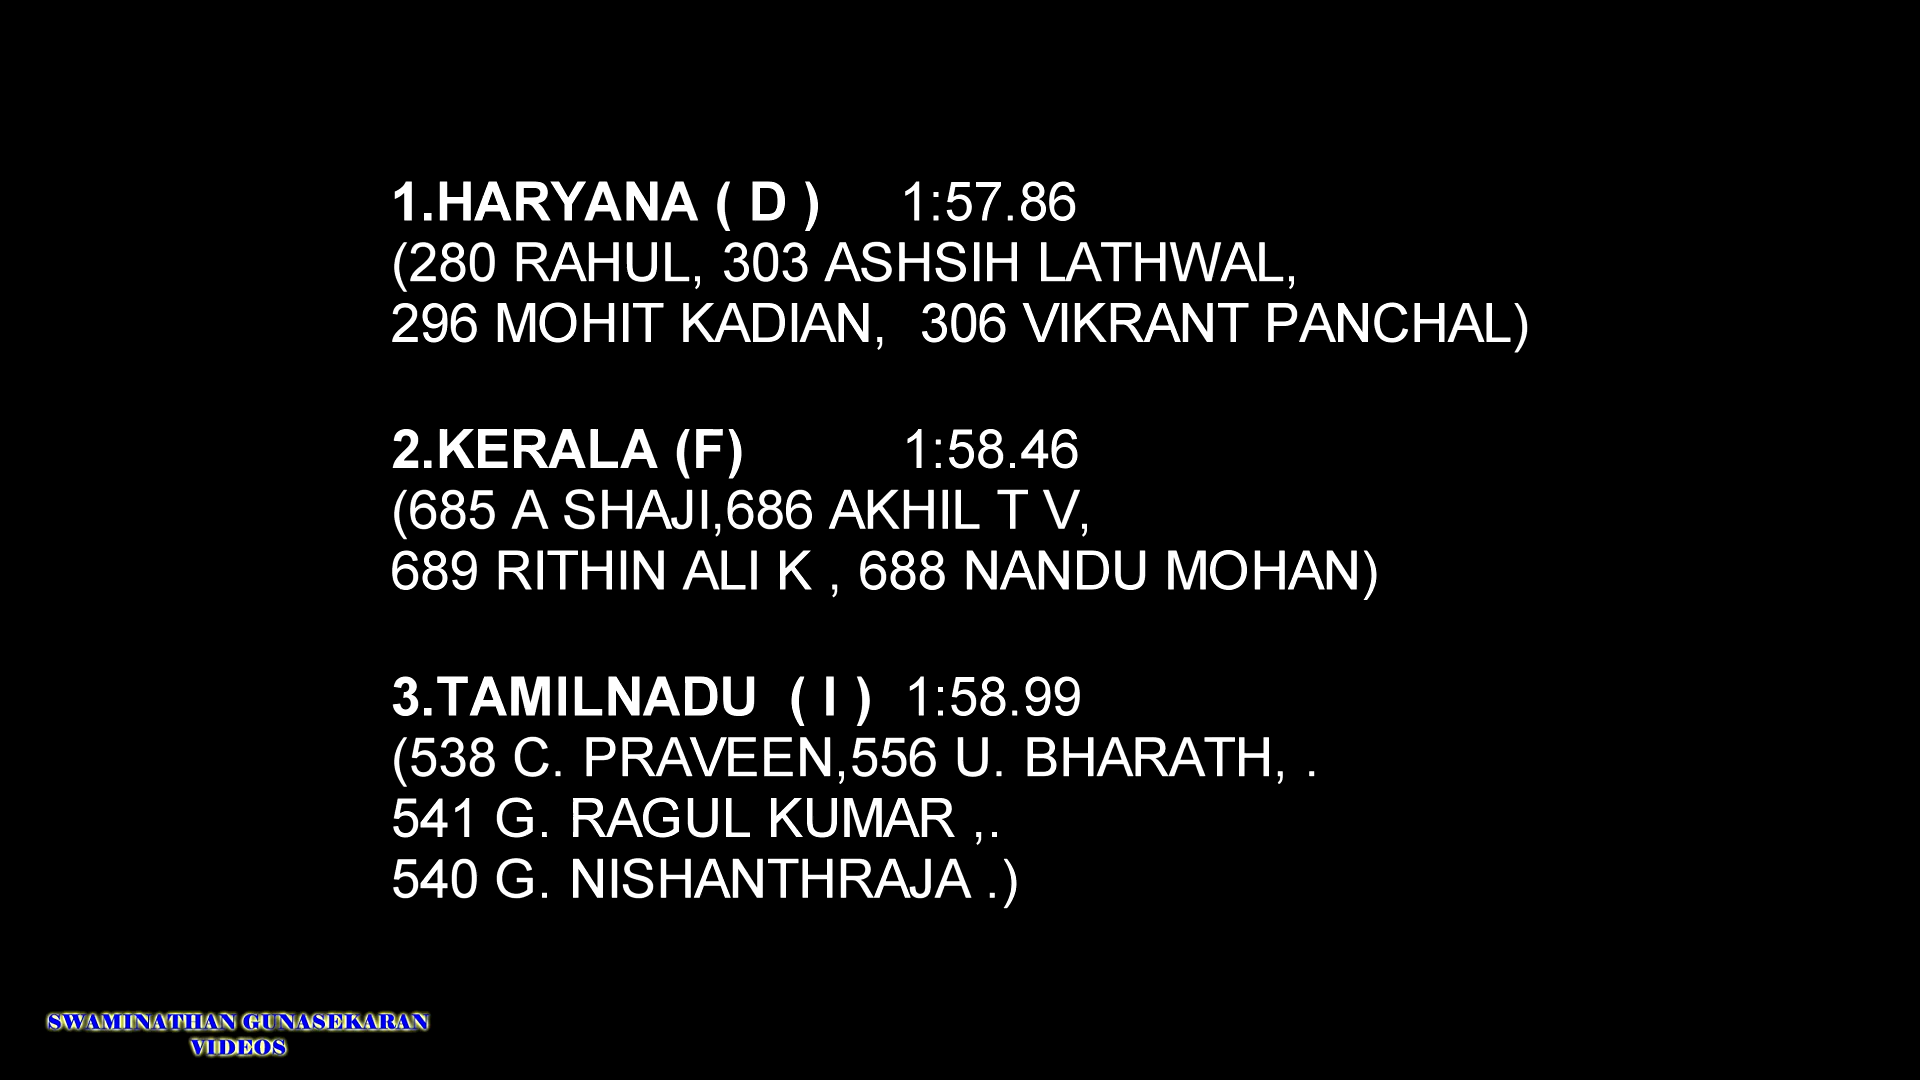 1.HARYANA ( D ) 1:57.86
(280 RAHUL, 303 ASHSIH LATHWAL,
296 MOHIT KADIAN, 306 VIKRANT PANCHAL)
2.KERALA (F) 1:58.46
(685 A SHAJI,686 AKHIL T V,
689 RITHIN ALI K , 688 NANDU MOHAN)
3.TAMILNADU ( I ) 1:58.99
(538 C. PRAVEEN,556 U. BHARATH, .
541 G. RAGUL KUMAR ,.
540 G. NISHANTHRAJA .)
SWAMINATHAN GUNASEKARAN
VIDEOS